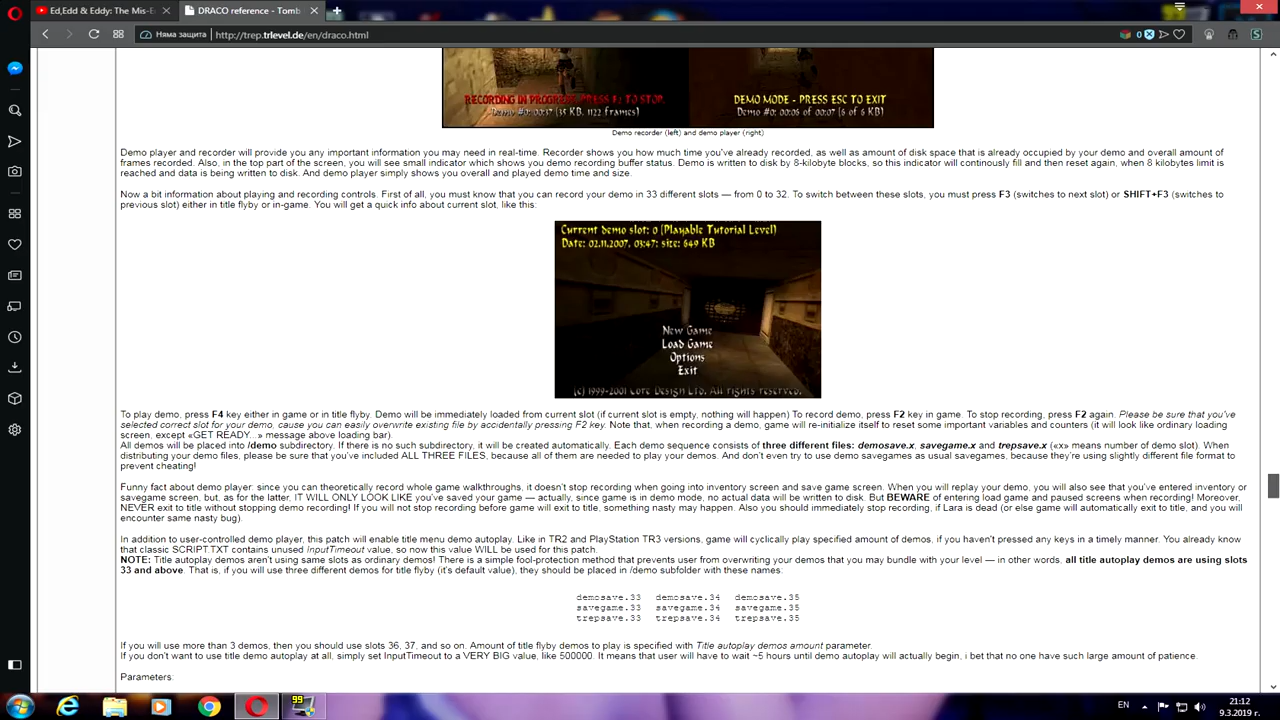 Ed,Edd & Eddy: The Mis-E
DRACO reference - Tomb
Няма защита
http://trep.trlevel.de/en/draco.html
0
RECORDING IN PROGRESS. PRESS F2 TO STOP.
Demo #0: 00:37 (35 KB, 1122 frames)
DEMO MODE - PRESS ESC TO EXIT
Demo #0: 00:06 of 00:07 (6 of 6 KB)
Demo recorder (left) and demo player (right)
Demo player and recorder will provide you any important information you may need in real-time. Recorder shows you how much time you've already recorded, as well as amount of disk space that is already occupied by your demo and overall amount of
frames recorded. Also, in the top part of the screen, you will see small indicator which shows you demo recording buffer status. Demo is written to disk by 8-kilobyte blocks, so this indicator will continously fill and then reset again, when 8 kilobytes limit is
reached and data is being written to disk. And demo player simply shows you overall and played demo time and size.
Now a bit information about playing and recording controls. First of all, you must know that you can record your demo in 33 different slots — from 0 to 32. To switch between these slots, you must press F3 (switches to next slot) or SHIFT+F3 (switches to
previous slot) either in title flyby or in-game. You will get a quick info about current slot, like this:
Current demo slot: 0 (Playable Tutorial Level)
Date: 02.11.2007, 03:47; size: 649 KB
New Game
Load Game
Options
Exit
(c) 1999-2001 Core Design Ltd. All rights reserved.
To play demo, press F4 key either in game or in title flyby. Demo will be immediately loaded from current slot (if current slot is empty, nothing will happen) To record demo, press F2 key in game. To stop recording, press F2 again. Please be sure that you've
selected correct slot for your demo, cause you can easily overwrite existing file by accidentally pressing F2 key. Note that, when recording a demo, game will re-initialize itself to reset some important variables and counters (it will look like ordinary loading
screen, except «GET READY...» message above loading bar).
All demos will be placed into /demo subdirectory. If there is no such subdirectory, it will be created automatically. Each demo sequence consists of three different files: demosave.x, savegame.x and trepsave.x («x» means number of demo slot). When
distributing your demo files, please be sure that you've included ALL THREE FILES, because all of them are needed to play your demos. And don't even try to use demo savegames as usual savegames, because they're using slightly different file format to
prevent cheating!
Funny fact about demo player: since you can theoretically record whole game walkthroughs, it doesn't stop recording when going into inventory screen and save game screen. When you will replay your demo, you will also see that you've entered inventory or
savegame screen, but, as for the latter, IT WILL ONLY LOOK LIKE you've saved your game — actually, since game is in demo mode, no actual data will be written to disk. But BEWARE of entering load game and paused screens when recording! Moreover,
NEVER exit to title without stopping demo recording! If you will not stop recording before game will exit to title, something nasty may happen. Also you should immediately stop recording, if Lara is dead (or else game will automatically exit to title, and you will
encounter same nasty bug).
In addition to user-controlled demo player, this patch will enable title menu demo autoplay. Like in TR2 and PlayStation TR3 versions, game will cyclically play specified amount of demos, if you haven't pressed any keys in a timely manner. You already know
that classic SCRIPT.TXT contains unused inputTimeout value, so now this value WILL be used for this patch.
NOTE: Title autoplay demos aren't using same slots as ordinary demos! There is a simple fool-protection method that prevents user from overwriting your demos that you may bundle with your level — in other words, all title autoplay demos are using slots
33 and above. That is, if you will use three different demos for title flyby (it's default value), they should be placed in /demo subfolder with these names:
demosave.33 demosave.34 demosave.35
savegame.33 savegame.34 savegame.35
trepsave.33 trepsave.34 trepsave.35
If you will use more than 3 demos, then you should use slots 36, 37, and so on. Amount of title flyby demos to play is specified with Title autoplay demos amount parameter.
If you don't want to use title demo autoplay at all, simply set InputTimeout to a VERY BIG value, like 500000. It means that user will have to wait ~5 hours until demo autoplay will actually begin, i bet that no one have such large amount of patience.
Parameters:
99
EN
21:12
9.3.2019 г.